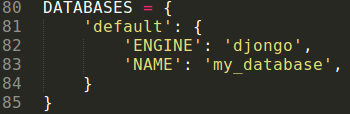 80 DATABASES = {
81     'default': {
82         'ENGINE': 'djongo',
83         'NAME': 'my_database',
84     }
85 }